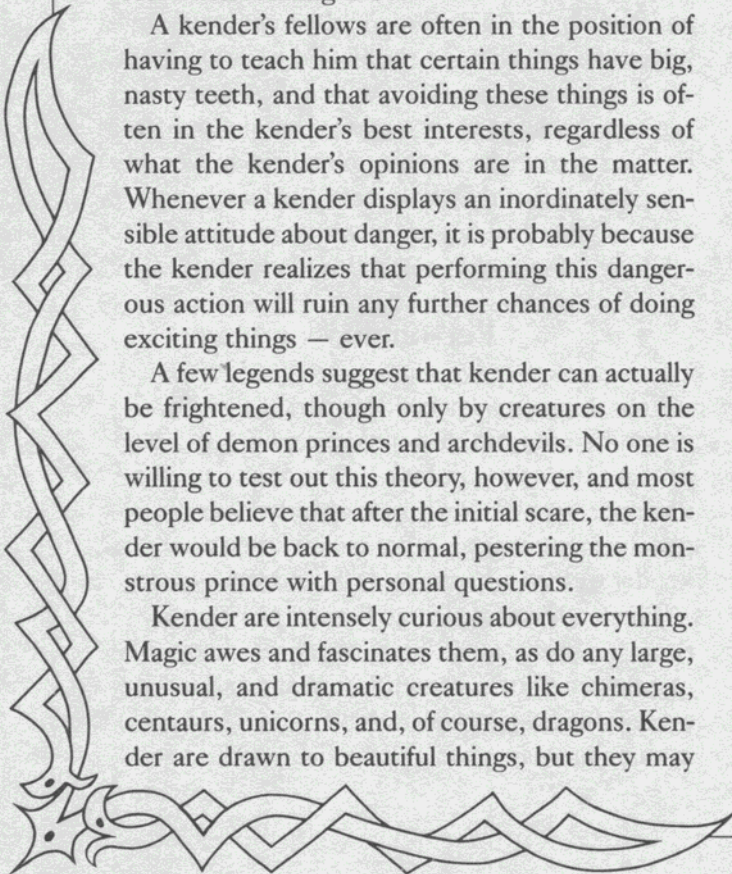 A kender's fellows are often in the position of
having to teach him that certain things have big,
nasty teeth, and that avoiding these things is of-
ten in the kender's best interests, regardless of
what the kender's opinions are in the matter.
Whenever a kender displays an inordinately sen-
sible attitude about danger, it is probably because
the kender realizes that performing this danger-
ous action will ruin any further chances of doing
exciting things — ever.
A few legends suggest that kender can actually
be frightened, though only by creatures on the
level of demon princes and archdevils. No one is
willing to test out this theory, however, and most
people believe that after the initial scare, the ken-
der would be back to normal, pestering the mon-
strous prince with personal questions.
Kender are intensely curious about everything.
Magic awes and fascinates them, as do any large,
unusual, and dramatic creatures like chimeras,
centaurs, unicorns, and, of course, dragons. Ken-
der are drawn to beautiful things, but they may